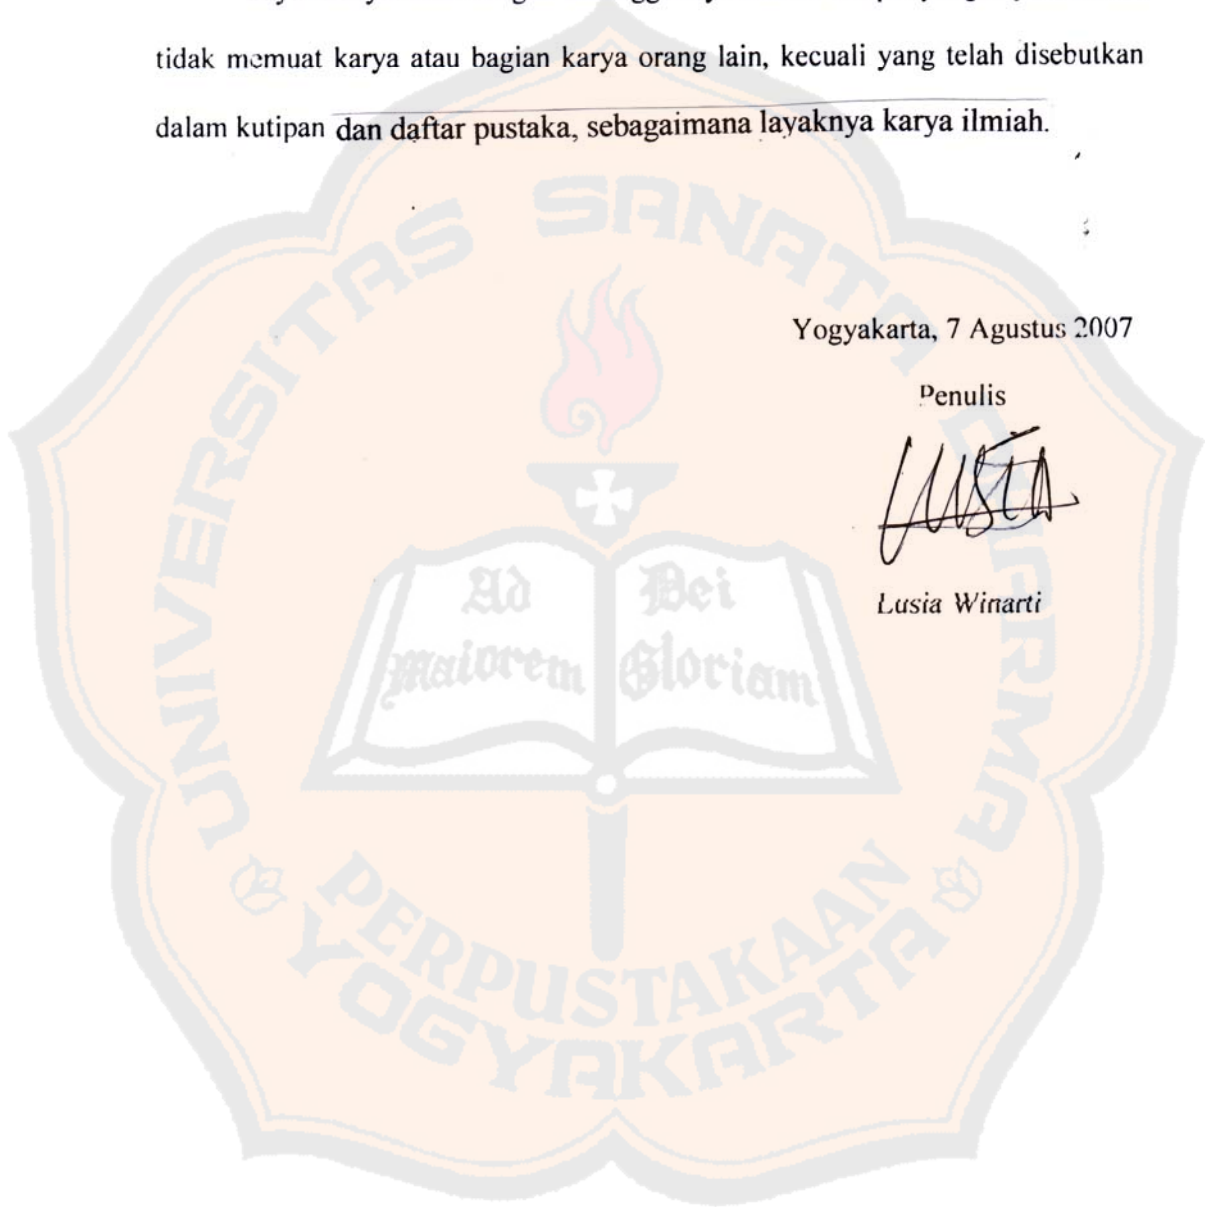 tidak memuat karya atau bagian karya orang lain, kecuali yang telah disebutkan
dalam kutipan dan daftar pustaka, sebagaimana layaknya karya ilmiah.
Yogyakarta, 7 Agustus 2007
Penulis
Lusia
Lusia Winarti
UNIVERSITAS SANATA DHARMA
Ad Dei
maiorem Gloriam
PERPUSTAKAAN
YOGYAKARTA